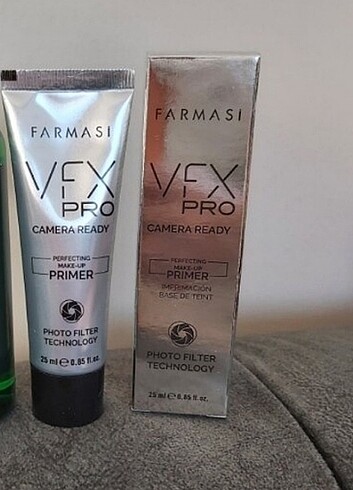 FARMASI
VFX
PRO
CAMERA READY
PERFECTING
MAKE-UP
PRIMER
PHOTO FILTER
TECHNOLOGY
25 ml ℮ 0.85 fl. oz.
FARMASI
VFX
PRO
CAMERA READY
PERFECTING
MAKE-UP
PRIMER
IMPRIMACIÓN
BASE DE TEINT
PHOTO FILTER
TECHNOLOGY
25 ml ℮ 0.85 fl. oz.